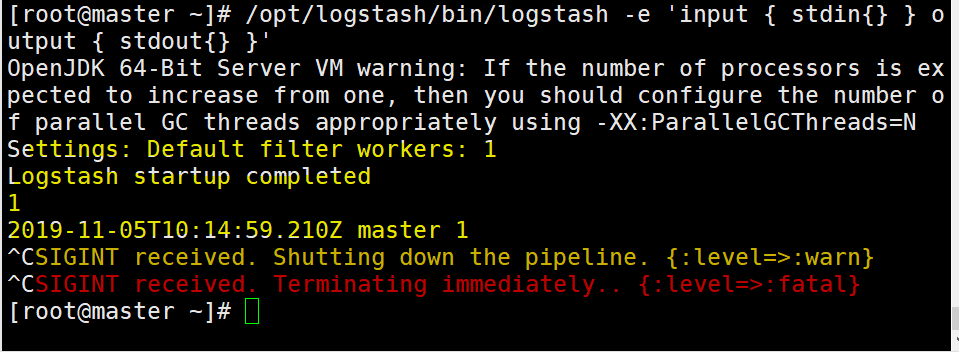 [root@master ~]# /opt/logstash/bin/logstash -e 'input { stdin{} } o
utput { stdout{} }'
OpenJDK 64-Bit Server VM warning: If the number of processors is ex
pected to increase from one, then you should configure the number o
f parallel GC threads appropriately using -XX:ParallelGCThreads=N
Settings: Default filter workers: 1
Logstash startup completed
1
2019-11-05T10:14:59.210Z master 1
^CSIGINT received. Shutting down the pipeline. {:level=>:warn}
^CSIGINT received. Terminating immediately.. {:level=>:fatal}
[root@master ~]#